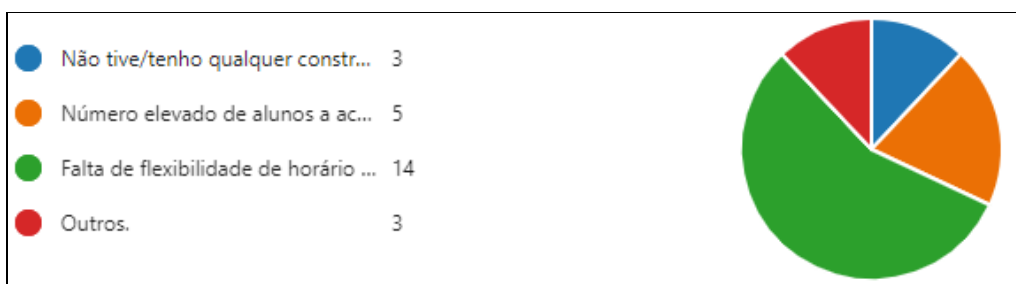 Não tive/tenho qualquer constr... 3
Número elevado de alunos a ac... 5
Falta de flexibilidade de horário ... 14
Outros. 3